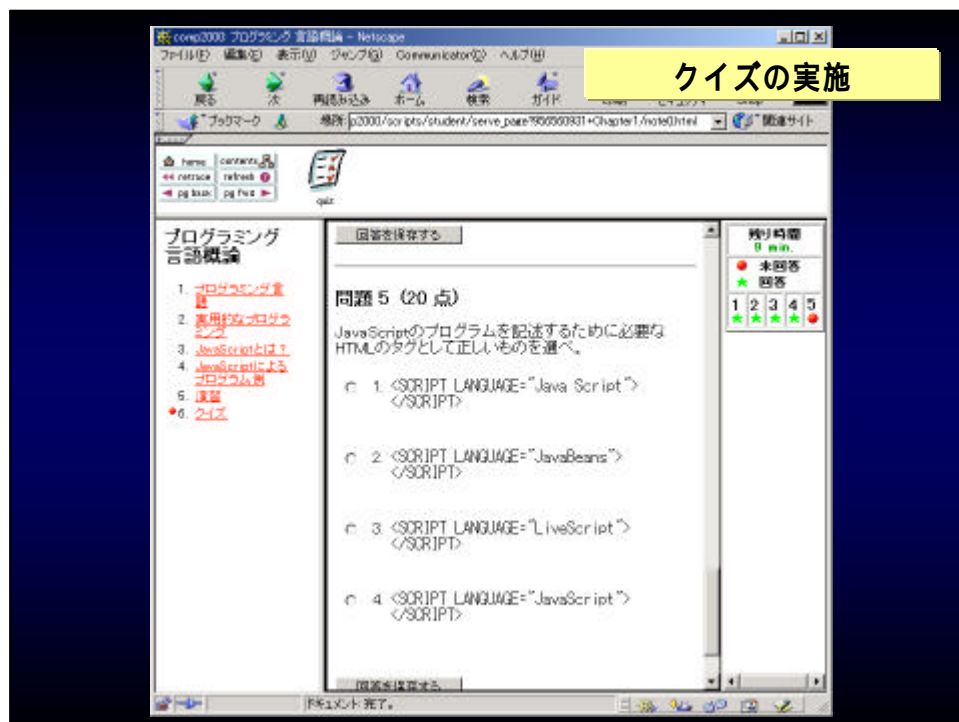 comp2000: プログラミング 言語概論 - Netscape
クイズの実施
ファイル(F) 編集(E) 表示(V) ジャンプ(G) Communicator(C) ヘルプ(H)
戻る 次 再読み込み ホーム 検索 ガイド
ブックマーク 場所: p2000/scripts/student/serve_page?956560931+Chapter1/note0.html 関連サイト
home contents
retrace refresh
pg back pg fwd
quiz
プログラミング
言語概論
1. プログラミング言
語
2. 実用的なプログラ
ミング
3. JavaScriptとは?
4. JavaScriptによる
プログラム例
5. 演習
6. クイズ
回答を保存する
問題 5 (20 点)
JavaScriptのプログラムを記述するために必要な
HTMLのタグとして正しいものを選べ。
1. <SCRIPT LANGUAGE="Java Script">
</SCRIPT>
2. <SCRIPT LANGUAGE="JavaBeans">
</SCRIPT>
3. <SCRIPT LANGUAGE="LiveScript">
</SCRIPT>
4. <SCRIPT LANGUAGE="JavaScript">
</SCRIPT>
回答を保存する
残り時間
9 min.
未回答
回答
1 2 3 4 5
ドキュメント完了。